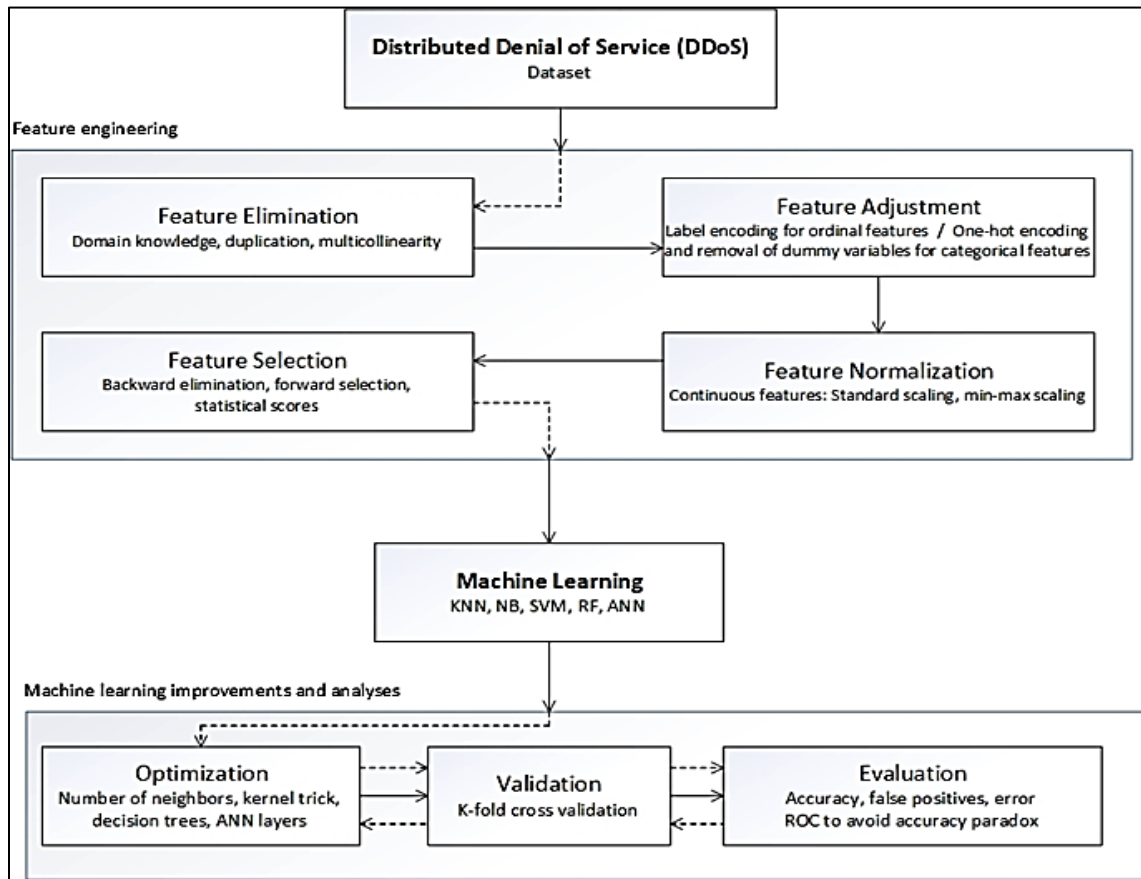 Distributed Denial of Service (DDoS)
Dataset
Feature engineering
Feature Elimination
Domain knowledge, duplication, multicollinearity
Feature Adjustment
Label encoding for ordinal features / One-hot encoding
and removal of dummy variables for categorical features
Feature Selection
Backward elimination, forward selection,
statistical scores
Feature Normalization
Continuous features: Standard scaling, min-max scaling
Machine Learning
KNN, NB, SVM, RF, ANN
Machine learning improvements and analyses
Optimization
Number of neighbors, kernel trick,
decision trees, ANN layers
Validation
K-fold cross validation
Evaluation
Accuracy, false positives, error
ROC to avoid accuracy paradox